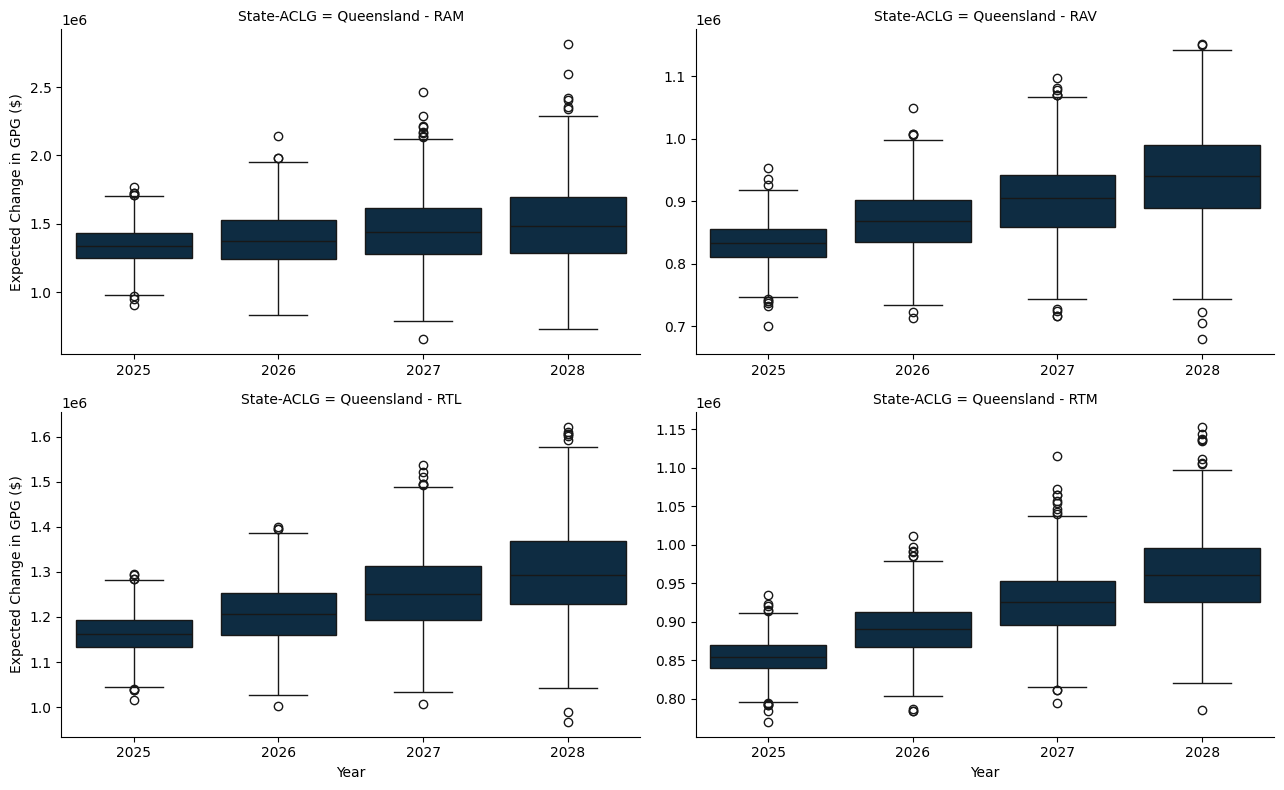 State-ACLG = Queensland - RAM
1e6
Expected Change in GPG ($)
2.5
2.0
1.5
1.0
2025 2026 2027 2028
State-ACLG = Queensland - RAV
1e6
1.1
1.0
0.9
0.8
0.7
2025 2026 2027 2028
State-ACLG = Queensland - RTL
1e6
Expected Change in GPG ($)
1.6
1.5
1.4
1.3
1.2
1.1
1.0
2025 2026 2027 2028
Year
State-ACLG = Queensland - RTM
1e6
1.15
1.10
1.05
1.00
0.95
0.90
0.85
0.80
2025 2026 2027 2028
Year